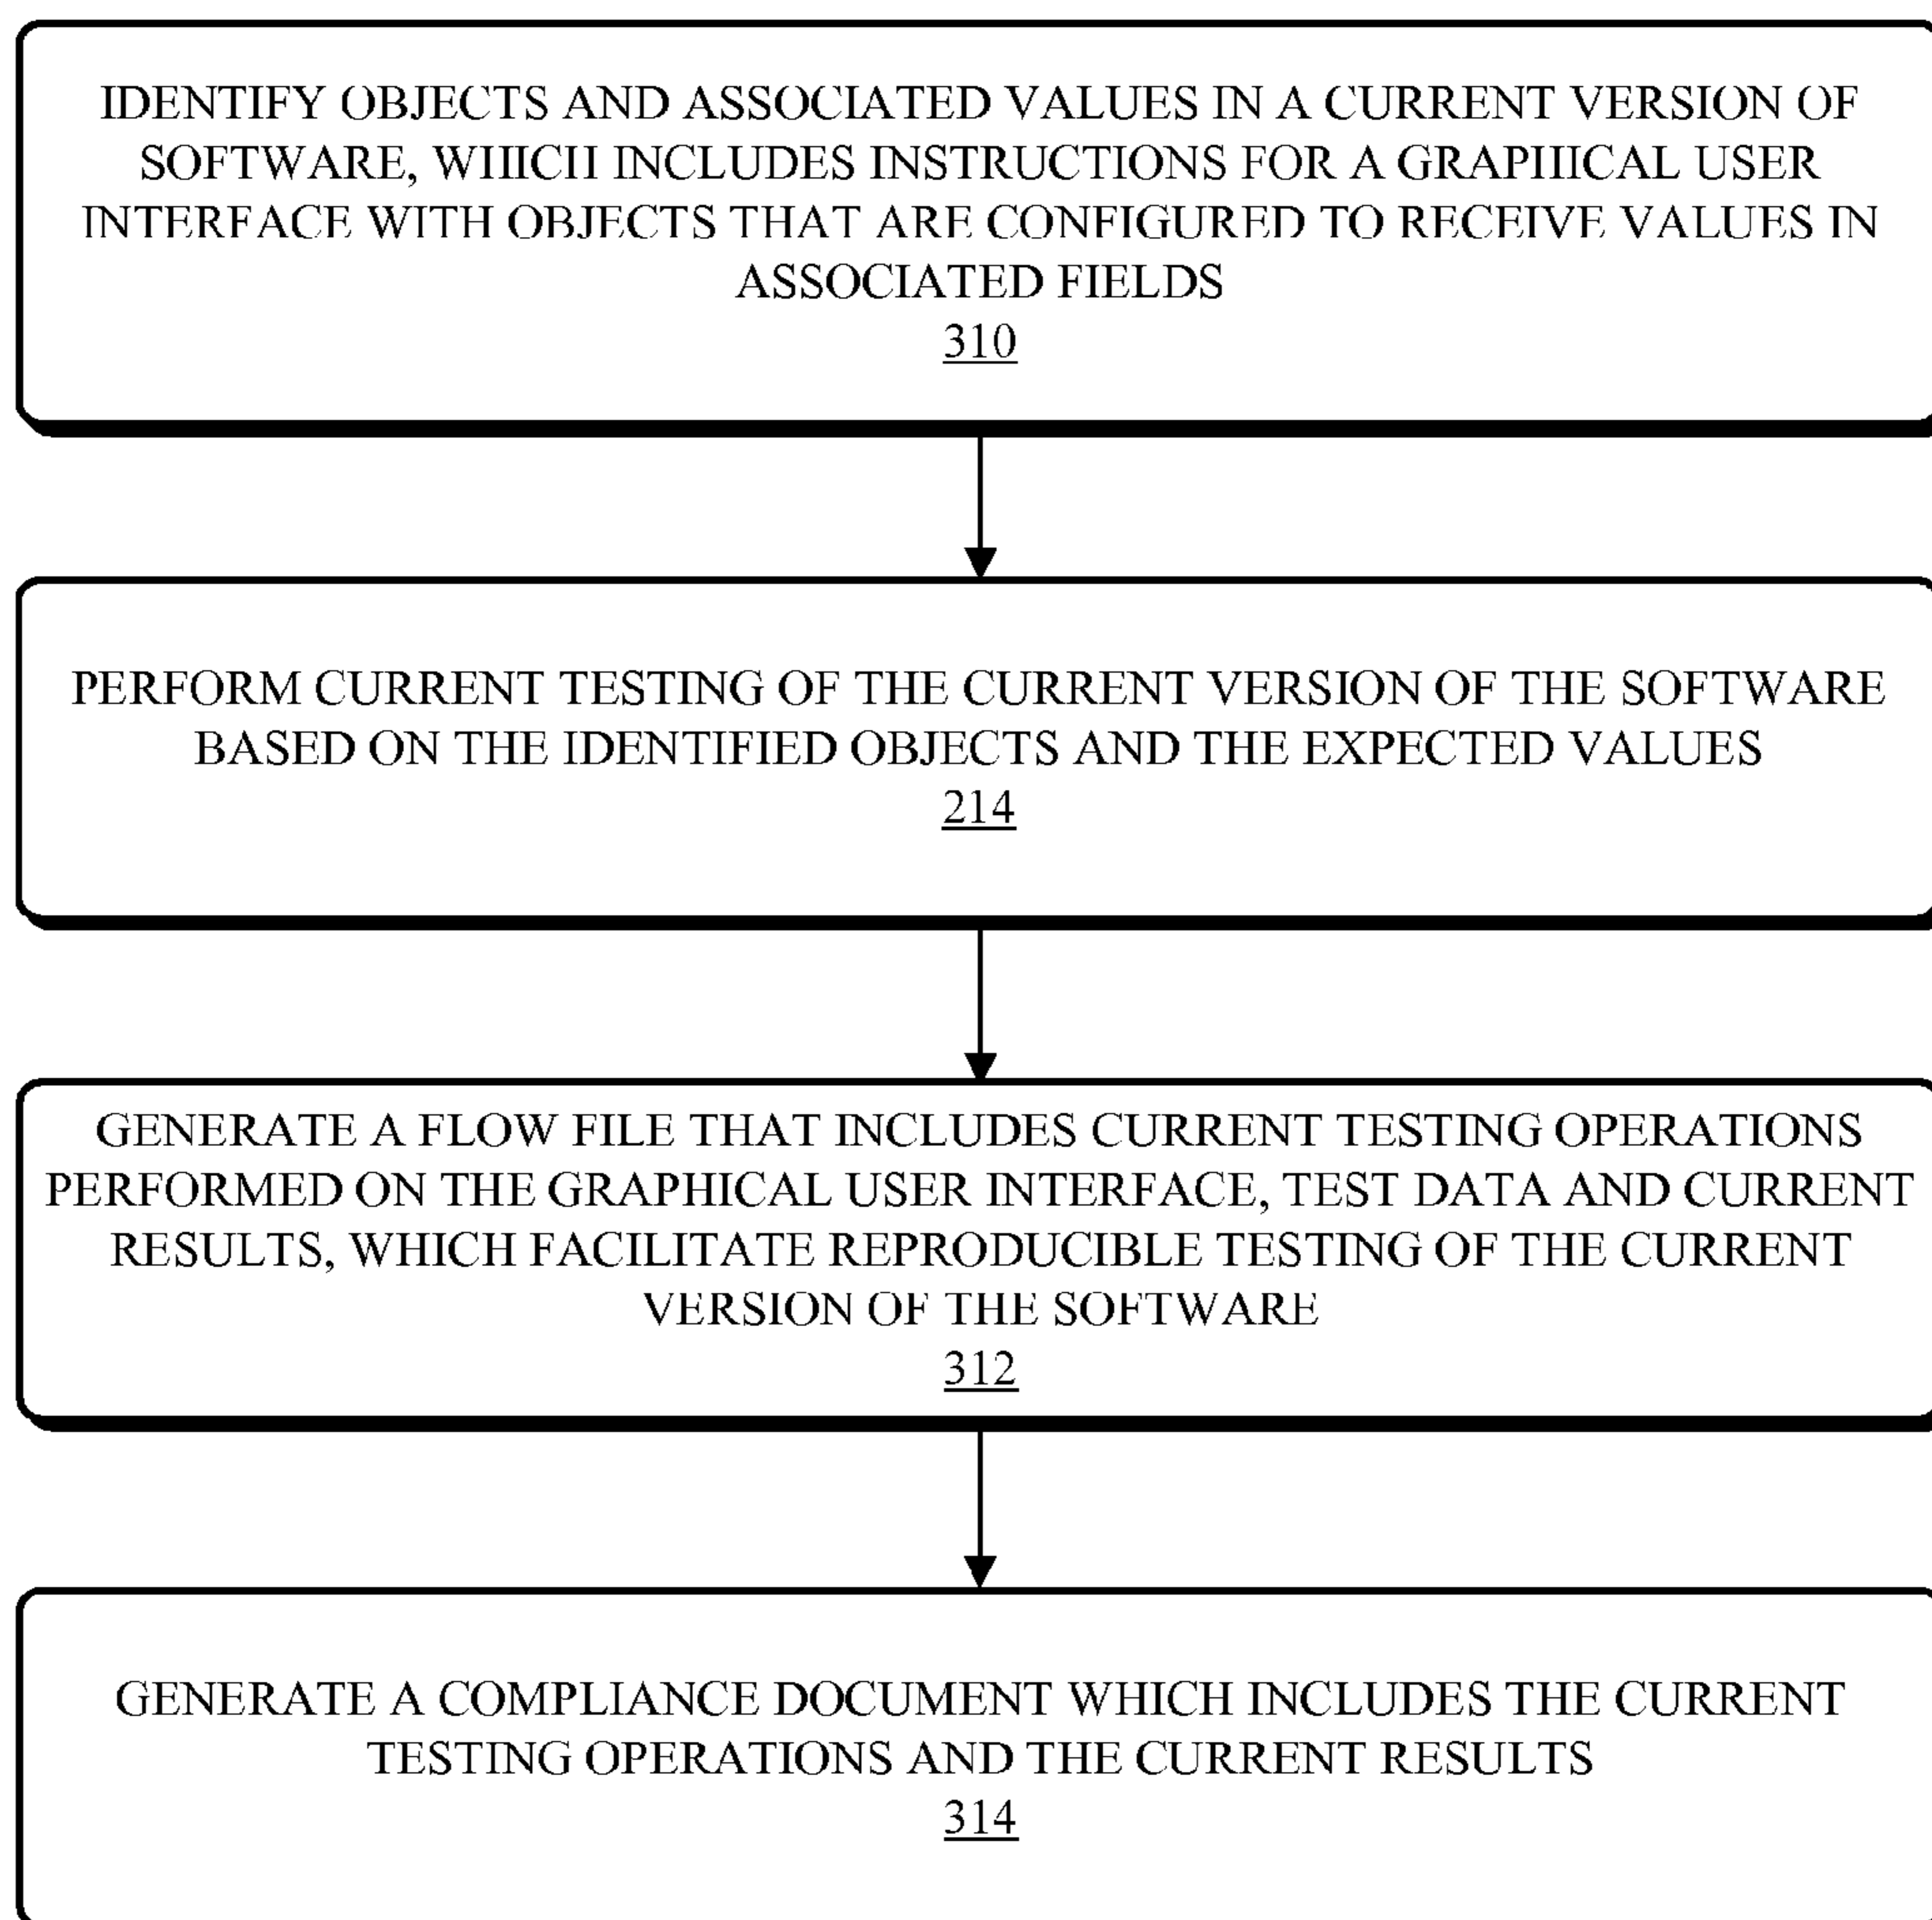 IDENTIFY OBJECTS AND ASSOCIATED VALUES IN A CURRENT VERSION OF
SOFTWARE, WHICH INCLUDES INSTRUCTIONS FOR A GRAPHICAL USER
INTERFACE WITH OBJECTS THAT ARE CONFIGURED TO RECEIVE VALUES IN
ASSOCIATED FIELDS
310
PERFORM CURRENT TESTING OF THE CURRENT VERSION OF THE SOFTWARE
BASED ON THE IDENTIFIED OBJECTS AND THE EXPECTED VALUES
214
GENERATE A FLOW FILE THAT INCLUDES CURRENT TESTING OPERATIONS
PERFORMED ON THE GRAPHICAL USER INTERFACE, TEST DATA AND CURRENT
RESULTS, WHICH FACILITATE REPRODUCIBLE TESTING OF THE CURRENT
VERSION OF THE SOFTWARE
312
GENERATE A COMPLIANCE DOCUMENT WHICH INCLUDES THE CURRENT
TESTING OPERATIONS AND THE CURRENT RESULTS
314